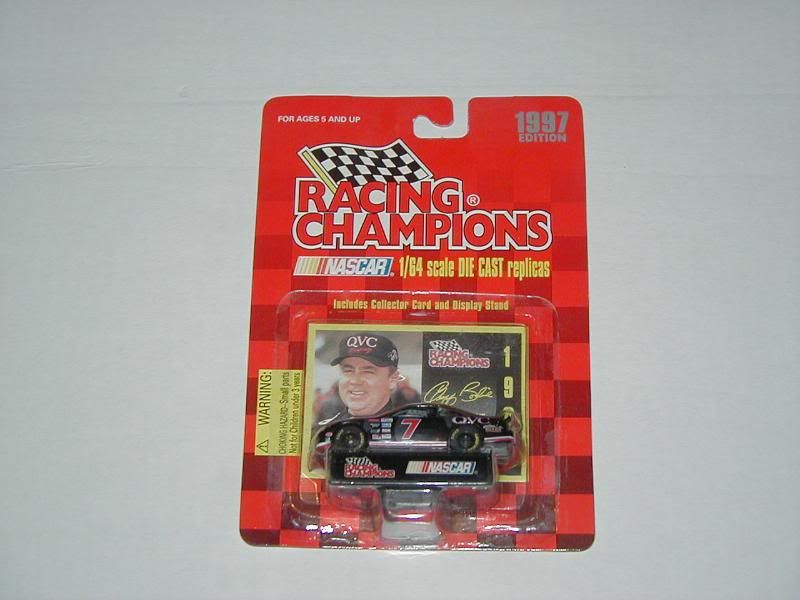 FOR AGES 5 AND UP
1997
EDITION
RACING®
CHAMPIONS
NASCAR® 1/64 scale DIE CAST replicas
Includes Collector Card and Display Stand
QVC
RACING
CHAMPIONS
1
9
WARNING:
CHOKING HAZARD-Small parts
Not for Children under 3 years
7
QVC
RACING
CHAMPIONS
NASCAR